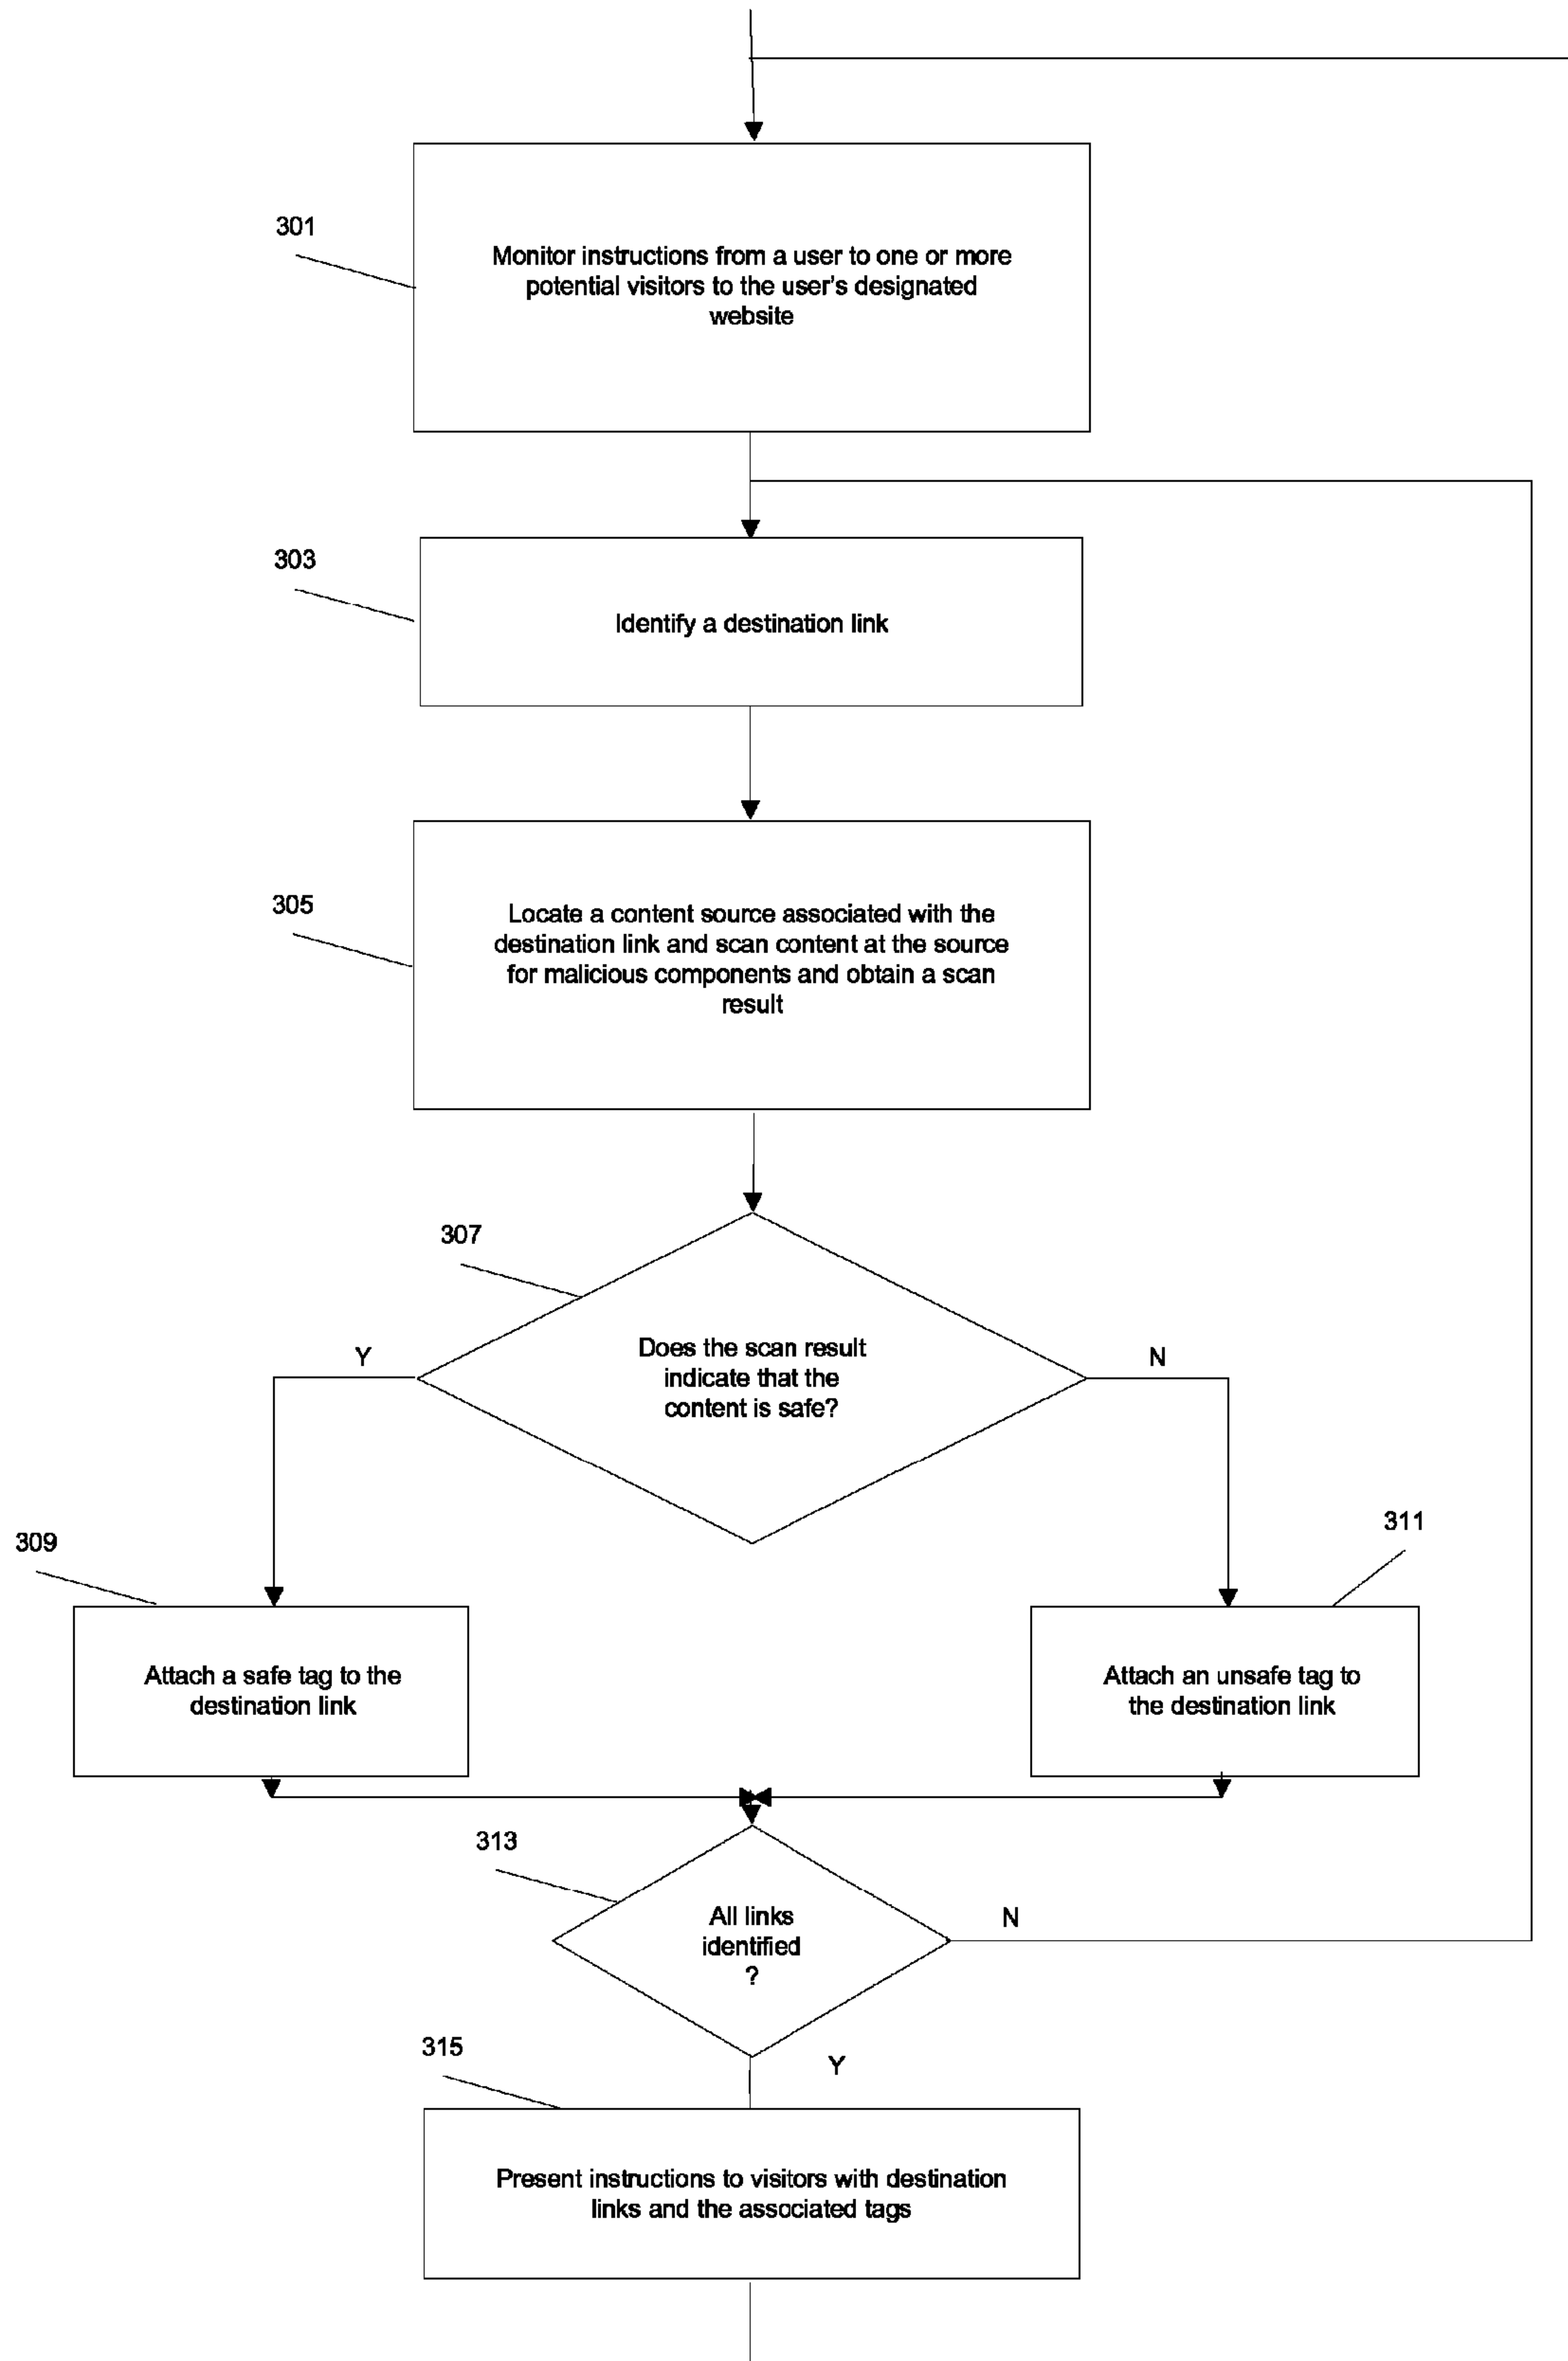 301
Monitor instructions from a user to one or more
potential visitors to the user's designated
website
303
Identify a destination link
305
Locate a content source associated with the
destination link and scan content at the source
for malicious components and obtain a scan
result
307
Does the scan result
indicate that the
content is safe?
Y
N
309
311
Attach a safe tag to the
destination link
Attach an unsafe tag to
the destination link
313
All links
identified
?
N
Y
315
Present instructions to visitors with destination
links and the associated tags